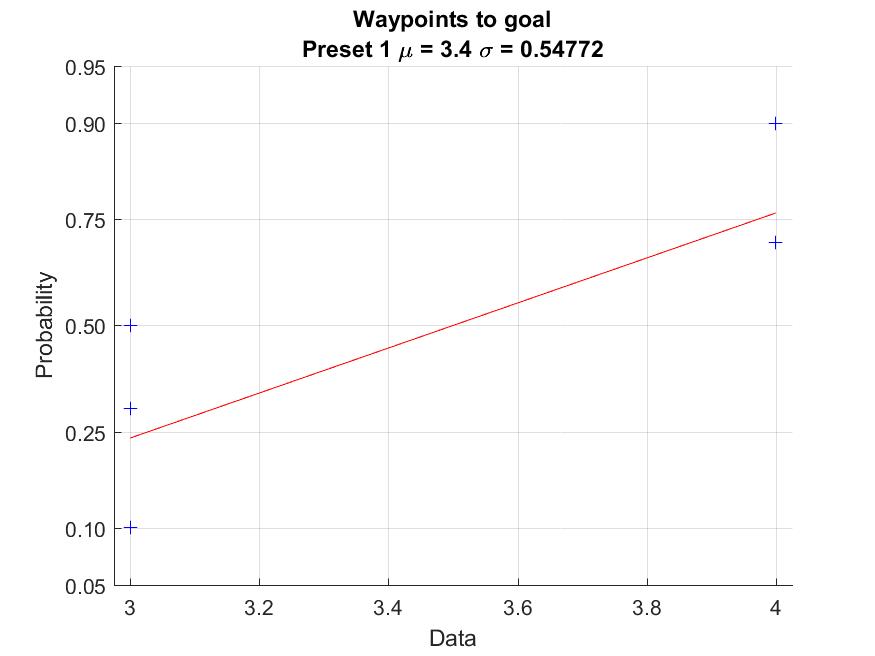 Waypoints to goal
Preset 1 μ = 3.4 σ = 0.54772
0.95
0.90
0.75
0.50
0.25
0.10
0.05
Probability
3 3.2 3.4 3.6 3.8 4
Data